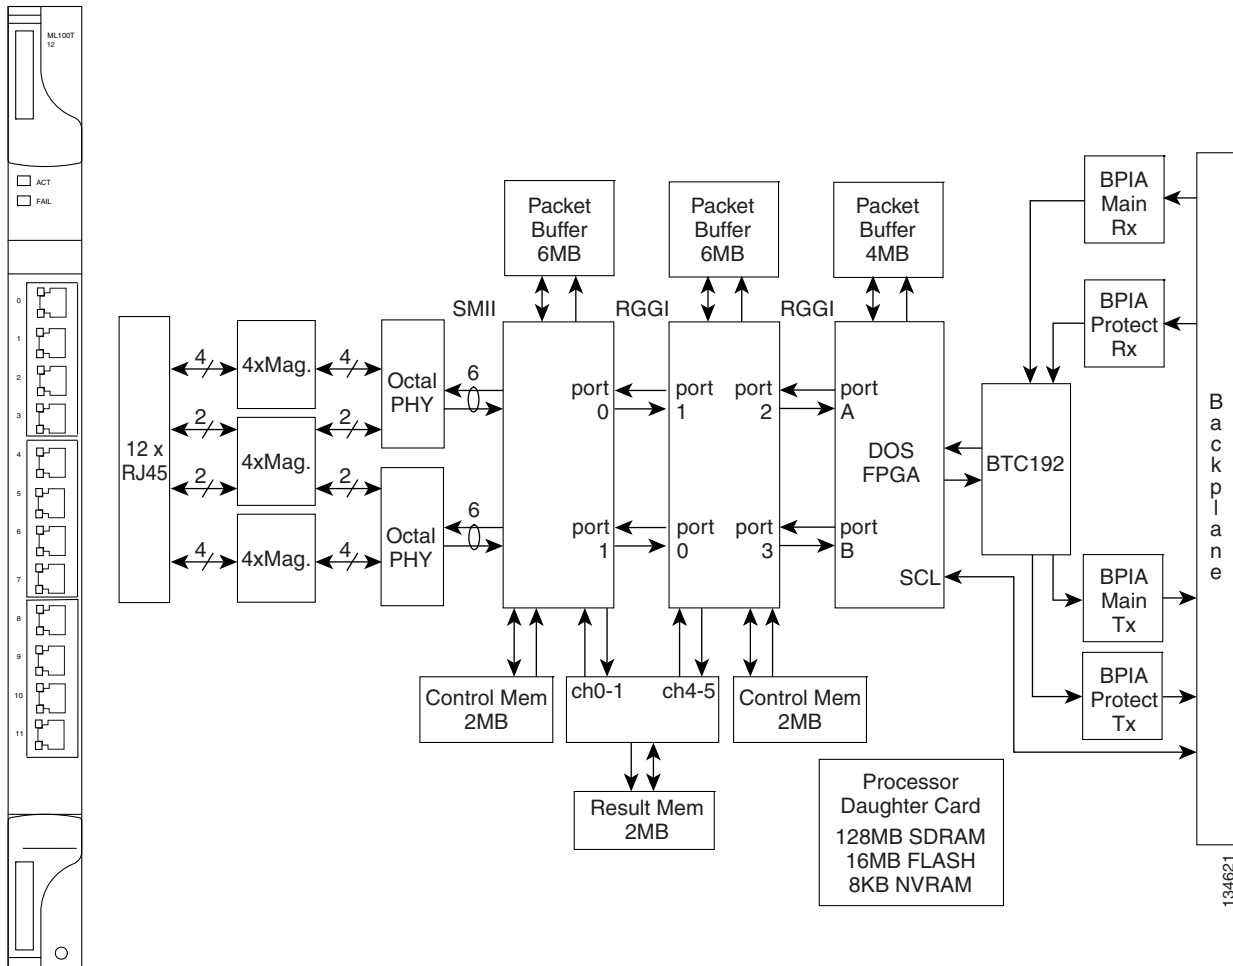 ML100T
12
ACT
FAIL
0
1
2
3
4
5
6
7
8
9
10
11
12 x
RJ45
4
2
2
4
4xMag.
4xMag.
4xMag.
4
2
2
4
Octal
PHY
Octal
PHY
6
6
SMII
RGGI
RGGI
Packet
Buffer
6MB
Packet
Buffer
6MB
Packet
Buffer
4MB
port
0
port
1
port
1
port
0
port
2
port
3
port
A
port
B
DOS
FPGA
SCL
BTC192
BPIA
Main
Rx
BPIA
Protect
Rx
BPIA
Main
Tx
BPIA
Protect
Tx
Backplane
Control Mem
2MB
ch0-1
ch4-5
Control Mem
2MB
Result Mem
2MB
Processor
Daughter Card
128MB SDRAM
16MB FLASH
8KB NVRAM
134621